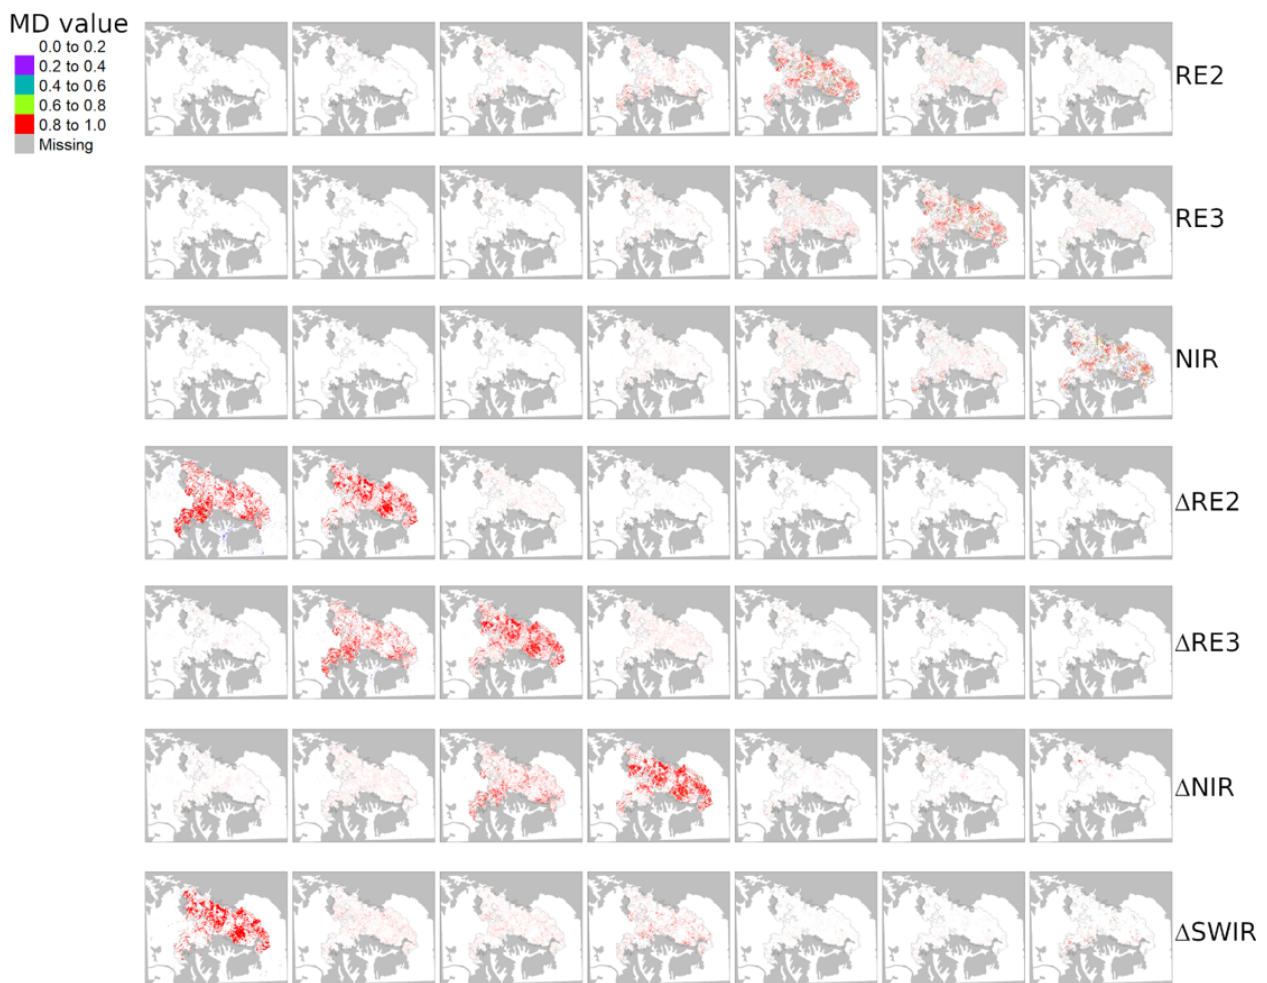 MD value
0.0 to 0.2
0.2 to 0.4
0.4 to 0.6
0.6 to 0.8
0.8 to 1.0
Missing
RE2
RE3
NIR
ΔRE2
ΔRE3
ΔNIR
ΔSWIR